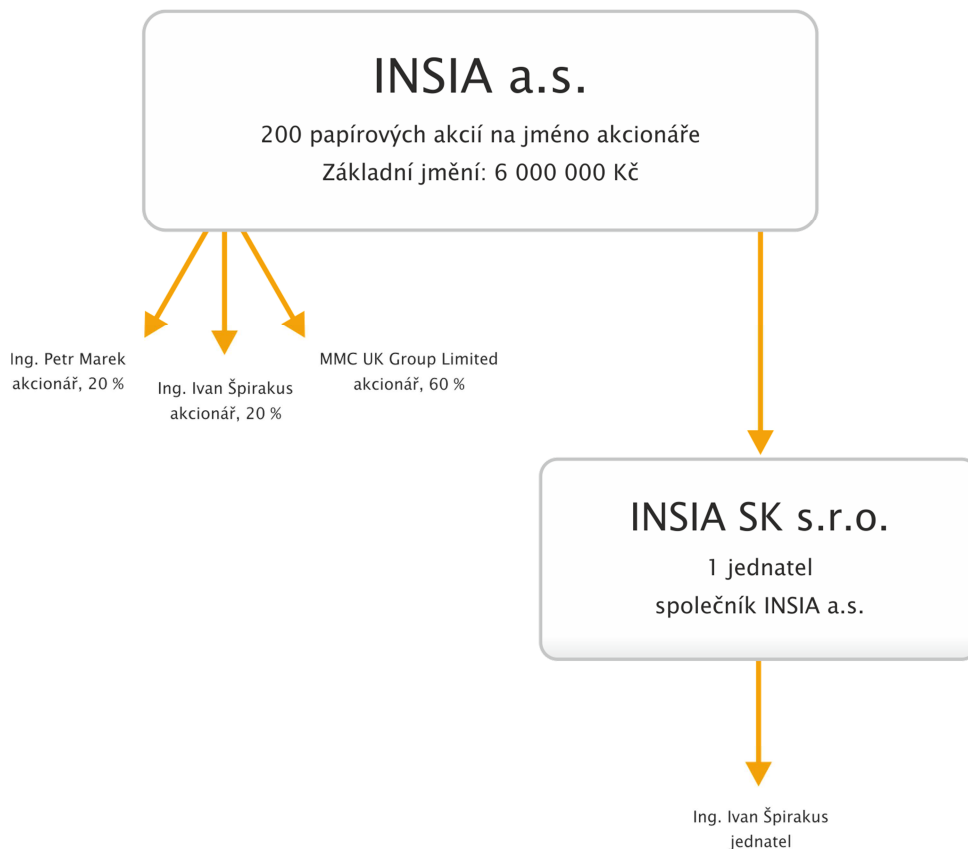 INSIA a.s.
200 papírových akcií na jméno akcionáře
Základní jmění: 6 000 000 Kč
Ing. Petr Marek
akcionář, 20 %
Ing. Ivan Špirakus
akcionář, 20 %
MMC UK Group Limited
akcionář, 60 %
INSIA SK s.r.o.
1 jednatel
společník INSIA a.s.
Ing. Ivan Špirakus
jednatel